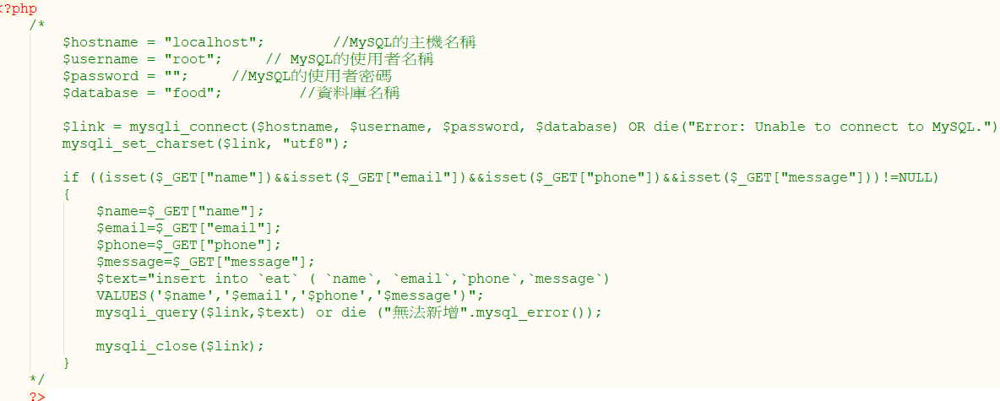 <?php
/*
$hostname = "localhost"; //MySQL的主機名稱
$username = "root"; // MySQL的使用者名稱
$password = ""; //MySQL的使用者密碼
$database = "food"; //資料庫名稱
$link = mysqli_connect($hostname, $username, $password, $database) OR die("Error: Unable to connect to MySQL.")
mysqli_set_charset($link, "utf8");
if ((isset($_GET["name"])&&isset($_GET["email"])&&isset($_GET["phone"])&&isset($_GET["message"]))!=NULL)
{
$name=$_GET["name"];
$email=$_GET["email"];
$phone=$_GET["phone"];
$message=$_GET["message"];
$text="insert into `eat` ( `name`, `email`,`phone`,`message`)
VALUES('$name','$email','$phone','$message')";
mysqli_query($link,$text) or die ("無法新增".mysql_error());
mysqli_close($link);
}
*/
?>